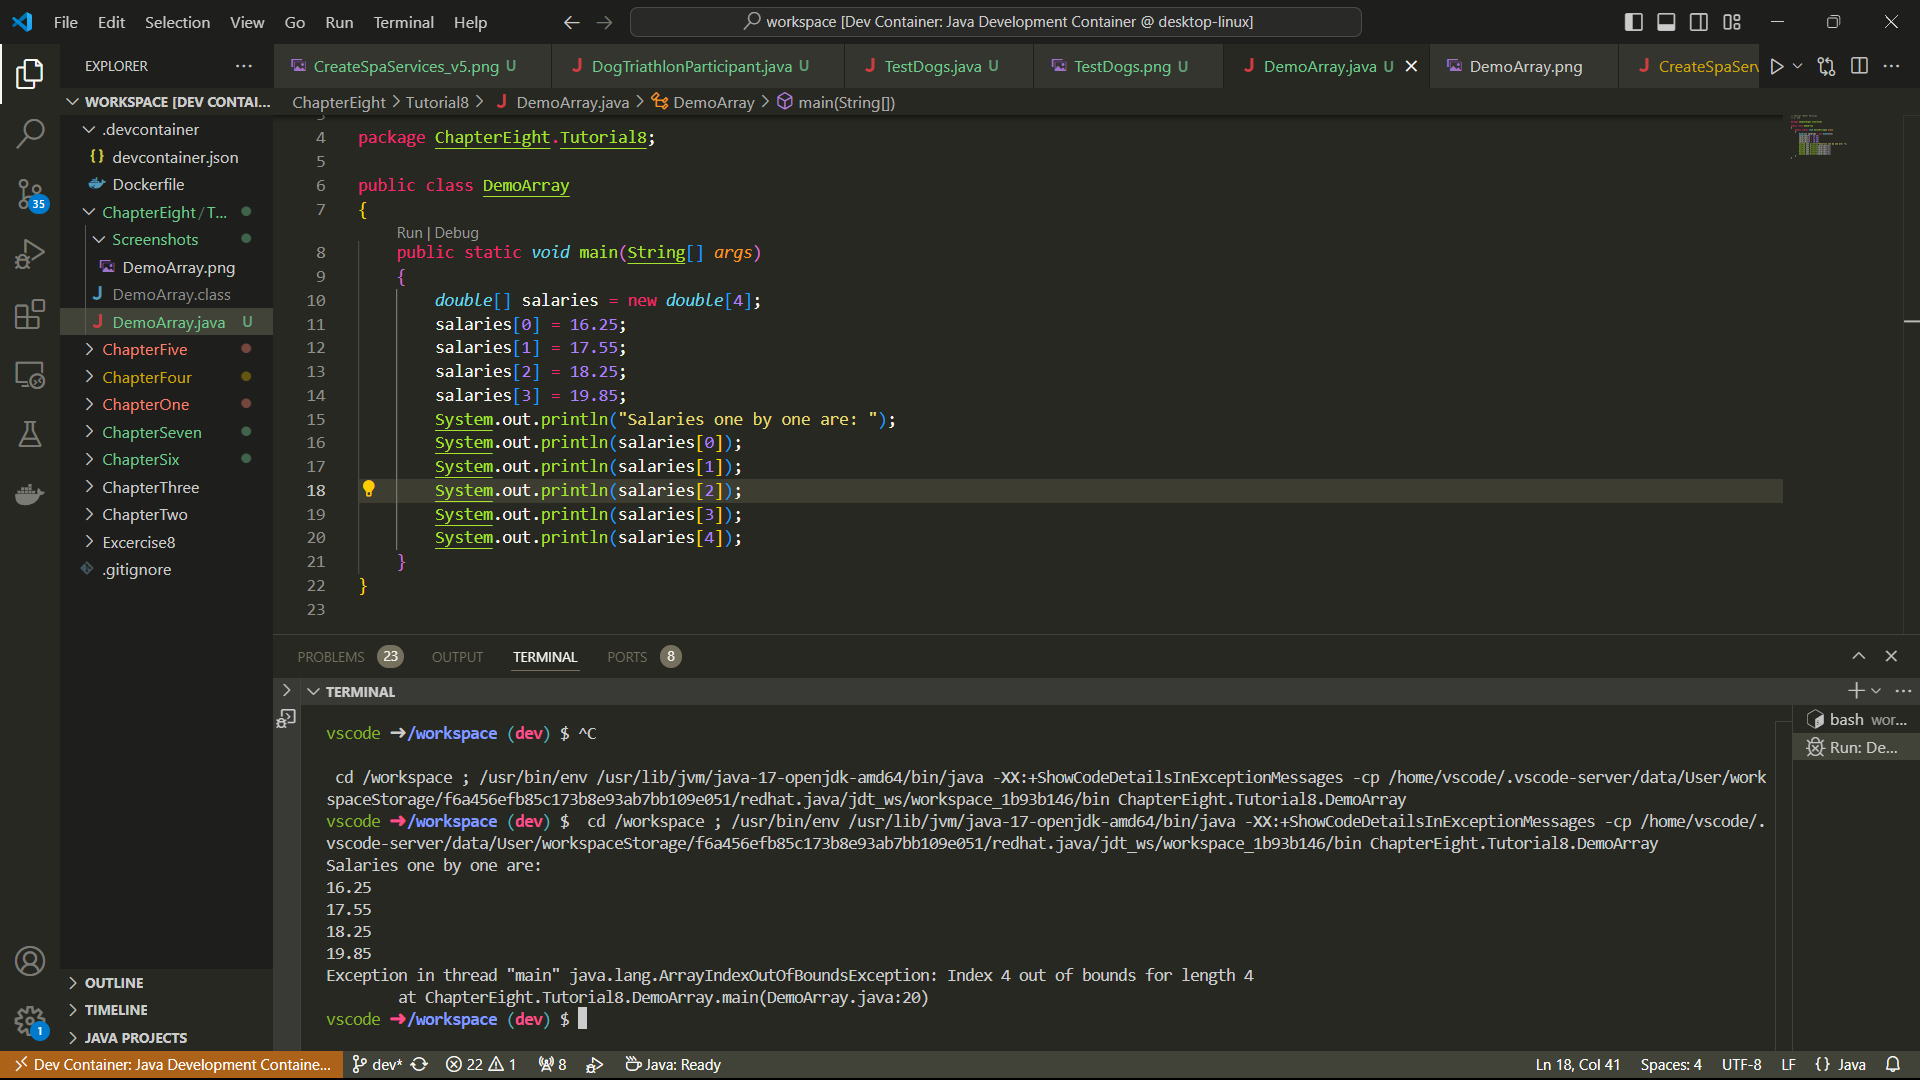 File Edit Selection View Go Run Terminal Help
workspace [Dev Container: Java Development Container @ desktop-linux]
EXPLORER
CreateSpaServices_v5.png U
DogTriathlonParticipant.java U
TestDogs.java U
TestDogs.png U
DemoArray.java U
DemoArray.png
CreateSpaServ
WORKSPACE [DEV CONTAI...
.devcontainer
devcontainer.json
Dockerfile
ChapterEight/T...
Screenshots
DemoArray.png
DemoArray.class
DemoArray.java U
ChapterFive
ChapterFour
ChapterOne
ChapterSeven
ChapterSix
ChapterThree
ChapterTwo
Excercise8
.gitignore
35
OUTLINE
TIMELINE
JAVA PROJECTS
1
ChapterEight > Tutorial8 > DemoArray.java > DemoArray > main(String[])
4 package ChapterEight.Tutorial8;
5
6 public class DemoArray
7 {
Run | Debug
8 public static void main(String[] args)
9 {
10 double[] salaries = new double[4];
11 salaries[0] = 16.25;
12 salaries[1] = 17.55;
13 salaries[2] = 18.25;
14 salaries[3] = 19.85;
15 System.out.println("Salaries one by one are: ");
16 System.out.println(salaries[0]);
17 System.out.println(salaries[1]);
18 System.out.println(salaries[2]);
19 System.out.println(salaries[3]);
20 System.out.println(salaries[4]);
21 }
22 }
23
PROBLEMS 23 OUTPUT TERMINAL PORTS 8
TERMINAL
bash wor...
Run: De...
vscode ➜/workspace (dev) $ ^C
cd /workspace ; /usr/bin/env /usr/lib/jvm/java-17-openjdk-amd64/bin/java -XX:+ShowCodeDetailsInExceptionMessages -cp /home/vscode/.vscode-server/data/User/work
spaceStorage/f6a456efb85c173b8e93ab7bb109e051/redhat.java/jdt_ws/workspace_1b93b146/bin ChapterEight.Tutorial8.DemoArray
vscode ➜/workspace (dev) $  cd /workspace ; /usr/bin/env /usr/lib/jvm/java-17-openjdk-amd64/bin/java -XX:+ShowCodeDetailsInExceptionMessages -cp /home/vscode/.
vscode-server/data/User/workspaceStorage/f6a456efb85c173b8e93ab7bb109e051/redhat.java/jdt_ws/workspace_1b93b146/bin ChapterEight.Tutorial8.DemoArray
Salaries one by one are:
16.25
17.55
18.25
19.85
Exception in thread "main" java.lang.ArrayIndexOutOfBoundsException: Index 4 out of bounds for length 4
at ChapterEight.Tutorial8.DemoArray.main(DemoArray.java:20)
vscode ➜/workspace (dev) $
Dev Container: Java Development Containe... dev* 22 1 8 Java: Ready Ln 18, Col 41 Spaces: 4 UTF-8 LF {} Java